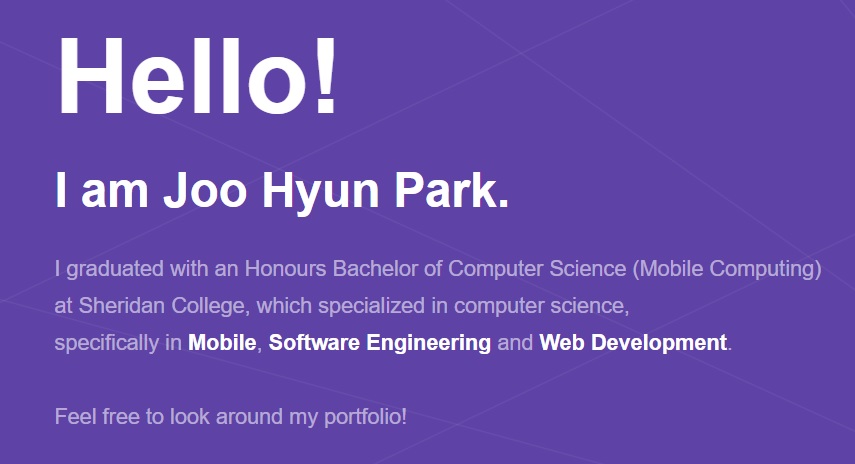 Hello!
I am Joo Hyun Park.
I graduated with an Honours Bachelor of Computer Science (Mobile Computing)
at Sheridan College, which specialized in computer science,
specifically in Mobile, Software Engineering and Web Development.
Feel free to look around my portfolio!